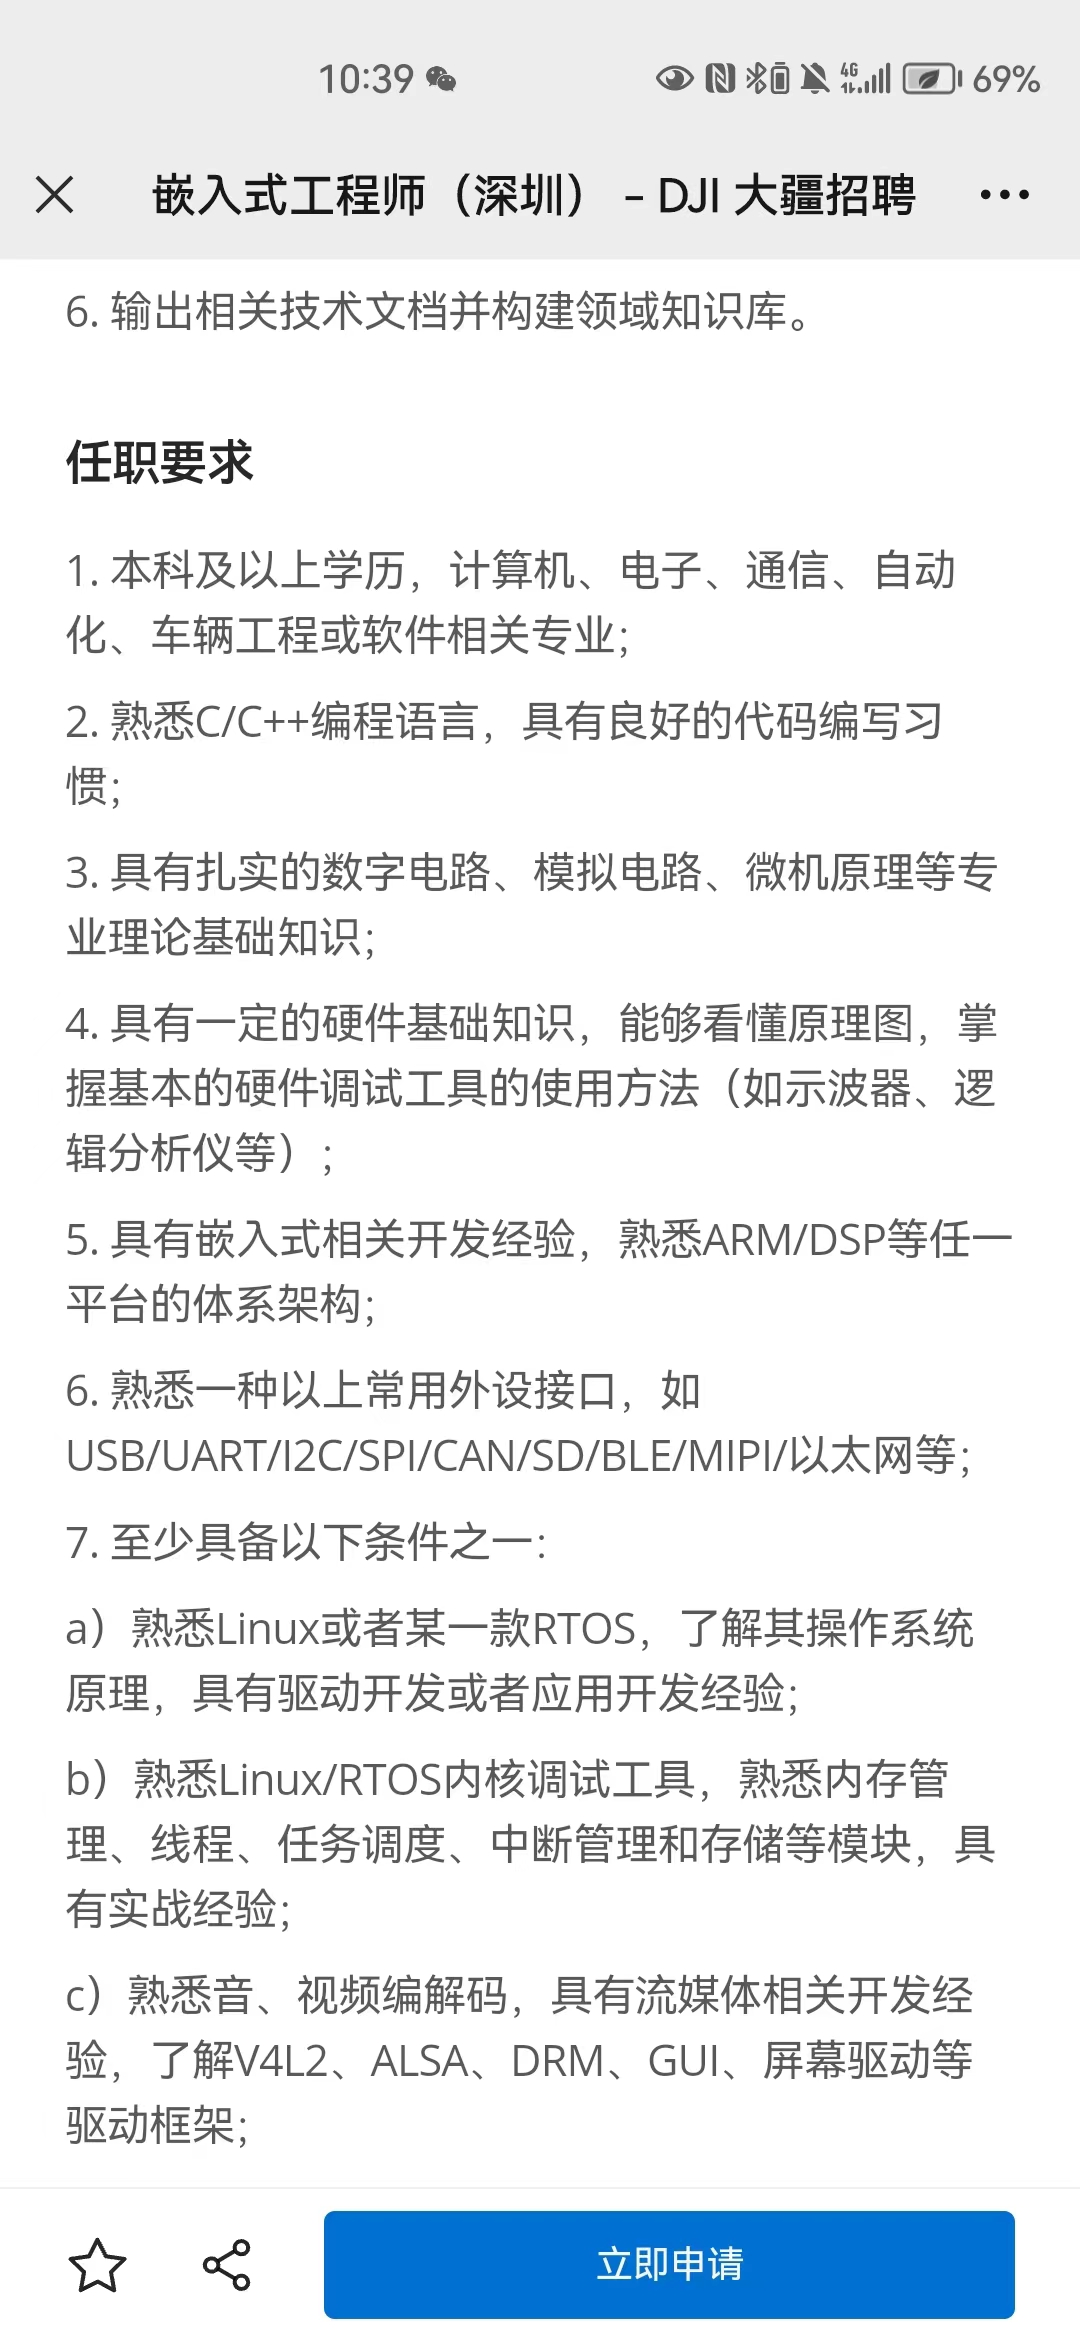 10:39
4G
69%
嵌入式工程师（深圳） – DJI 大疆招聘
6. 输出相关技术文档并构建领域知识库。
任职要求
1. 本科及以上学历，计算机、电子、通信、自动
化、车辆工程或软件相关专业；
2. 熟悉C/C++编程语言，具有良好的代码编写习
惯；
3. 具有扎实的数字电路、模拟电路、微机原理等专
业理论基础知识；
4. 具有一定的硬件基础知识，能够看懂原理图，掌
握基本的硬件调试工具的使用方法（如示波器、逻
辑分析仪等）；
5. 具有嵌入式相关开发经验，熟悉ARM/DSP等任一
平台的体系架构；
6. 熟悉一种以上常用外设接口，如
USB/UART/I2C/SPI/CAN/SD/BLE/MIPI/以太网等；
7. 至少具备以下条件之一：
a）熟悉Linux或者某一款RTOS，了解其操作系统
原理，具有驱动开发或者应用开发经验；
b）熟悉Linux/RTOS内核调试工具，熟悉内存管
理、线程、任务调度、中断管理和存储等模块，具
有实战经验；
c）熟悉音、视频编解码，具有流媒体相关开发经
验，了解V4L2、ALSA、DRM、GUI、屏幕驱动等
驱动框架；
立即申请